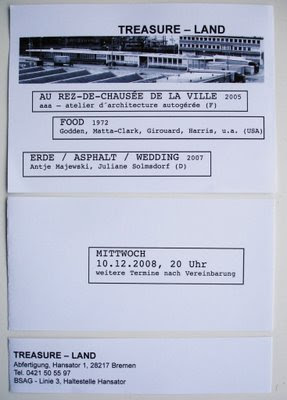 TREASURE – LAND
AU REZ-DE-CHAUSÉE DE LA VILLE 2005
aaa – atelier d´architecture autogérée (F)
FOOD 1972
Godden, Matta-Clark, Girouard, Harris, u.a. (USA)
ERDE / ASPHALT / WEDDING 2007
Antje Majewski, Juliane Solmsdorf (D)
MITTWOCH
10.12.2008, 20 Uhr
weitere Termine nach Vereinbarung
TREASURE – LAND
Abfertigung, Hansator 1, 28217 Bremen
Tel. 0421 50 55 97
BSAG - Linie 3, Haltestelle Hansator